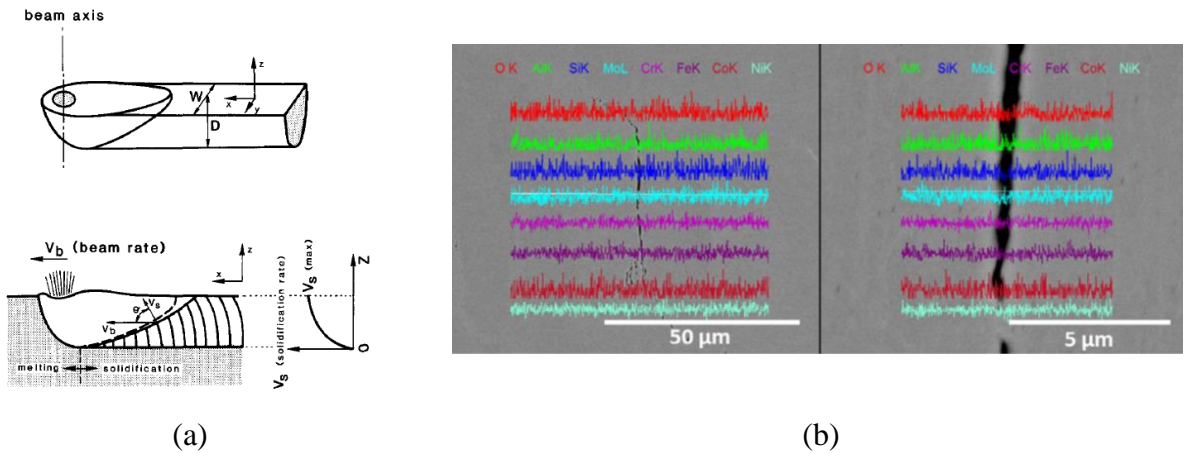 beam axis
z
W
x
y
D
V_b (beam rate)
z
x
V_s
θ
V_b
melting
solidification
V_s (solidification rate)
V_s (max)
Z
0
O K AlK SiK MoL CrK FeK CoK NiK
50 µm
O K AlK SiK MoL CrK FeK CoK NiK
5 µm
(a)
(b)